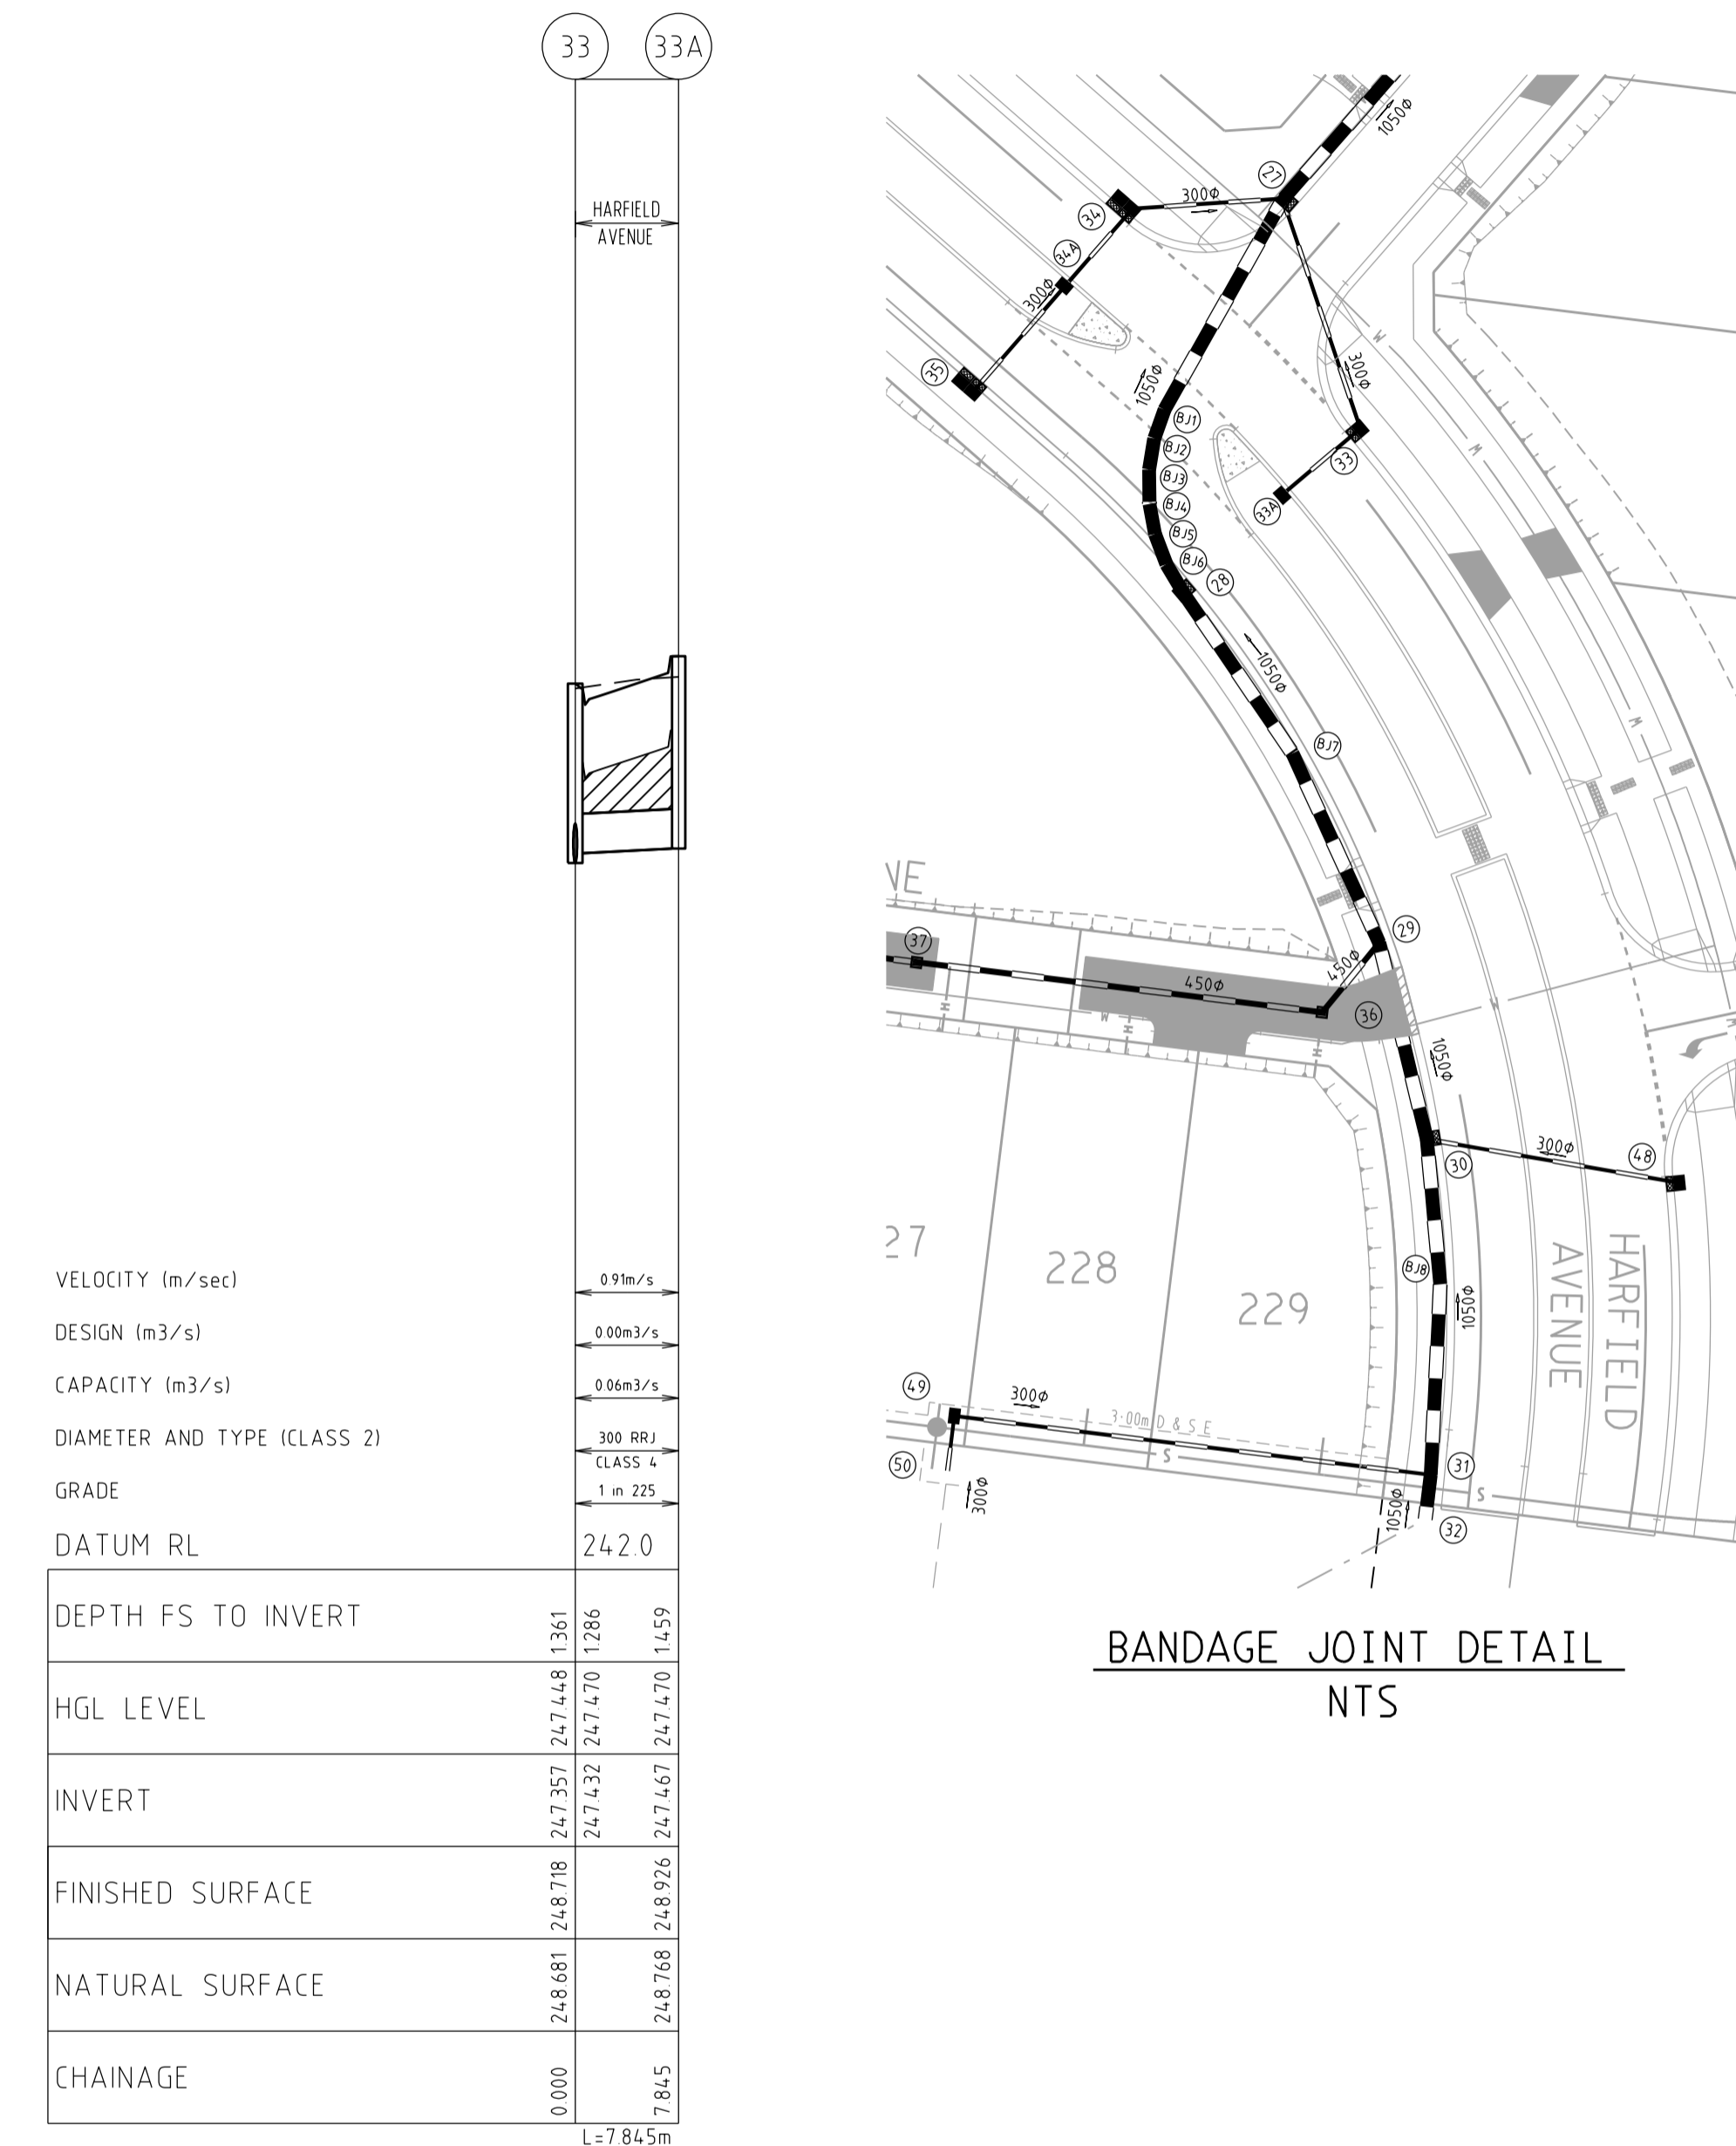 33 33A
HARFIELD
AVENUE
VELOCITY (m/sec) 0.91m/s
DESIGN (m3/s) 0.00m3/s
CAPACITY (m3/s) 0.06m3/s
DIAMETER AND TYPE (CLASS 2) 300 RRJ
CLASS 4
GRADE 1 in 225
DATUM RL 242.0
DEPTH FS TO INVERT 1.361 1.286 1.459
HGL LEVEL 247.448 247.470 247.470
INVERT 247.357 247.432 247.467
FINISHED SURFACE 248.718 248.926
NATURAL SURFACE 248.681 248.768
CHAINAGE 0.000 7.845
L=7.845m
1050Φ
27
300Φ
34
34A
300Φ
35
1050Φ
300Φ
33
33A
BJ1
BJ2
BJ3
BJ4
BJ5
BJ6
28
1050Φ
BJ7
W
W
W
VE
37
29
450Φ
450Φ
36
W
W
H
H
H
1050Φ
30
300Φ
48
27
228
229
BJ8
1050Φ
HARFIELD
AVENUE
49
300Φ
3.00m D & S E
S
50
300Φ
31
S
1050Φ
32
BANDAGE JOINT DETAIL
NTS